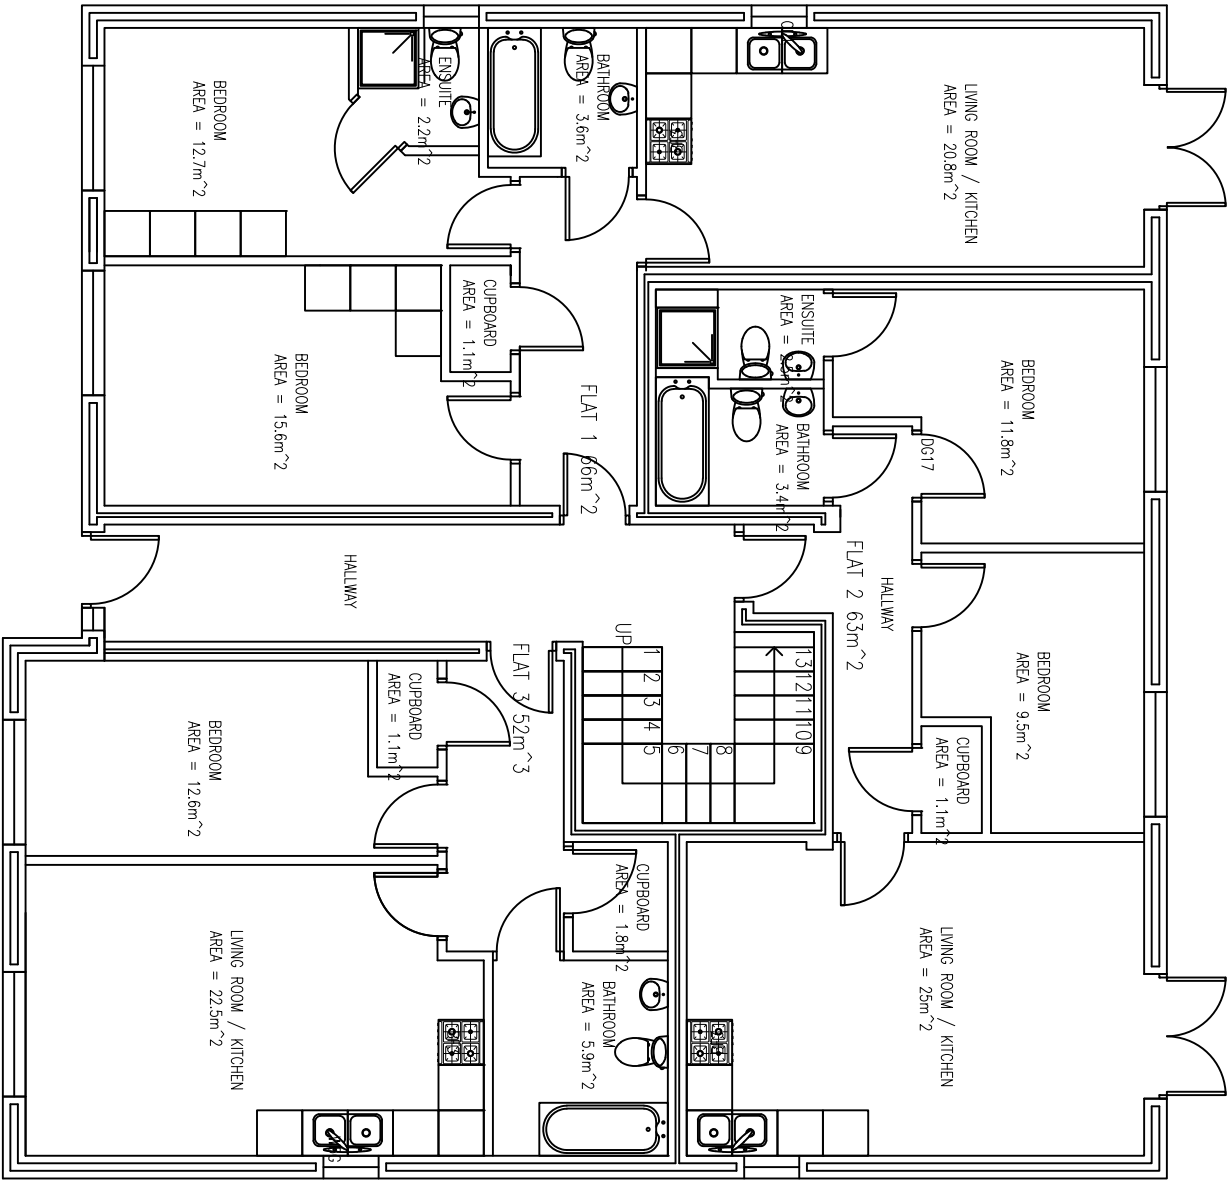 BEDROOM
AREA = 12.7m^2
ENSUITE
AREA = 2.2m^2
BATHROOM
AREA = 3.6m^2
LIVING ROOM / KITCHEN
AREA = 20.8m^2
BEDROOM
AREA = 15.6m^2
CUPBOARD
AREA = 1.1m^2
FLAT 1 66m^2
ENSUITE
AREA =
BATHROOM
AREA = 3.4m^2
BEDROOM
AREA = 11.8m^2
DG17
HALLWAY
FLAT 2 63m^2
HALLWAY
BEDROOM
AREA = 9.5m^2
CUPBOARD
AREA = 1.1m^2
UP
1
2
3
4
5
6
7
8
9
10
11
12
13
FLAT 3 52m^3
BEDROOM
AREA = 12.6m^2
CUPBOARD
AREA = 1.1m^2
CUPBOARD
AREA = 1.8m^2
BATHROOM
AREA = 5.9m^2
LIVING ROOM / KITCHEN
AREA = 22.5m^2
LIVING ROOM / KITCHEN
AREA = 25m^2